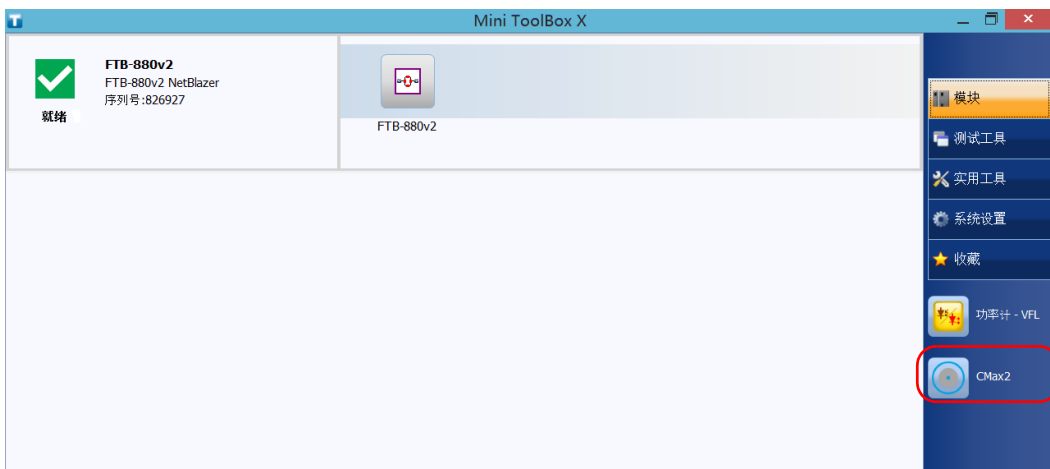 Mini ToolBox X
FTB-880v2
FTB-880v2 NetBlazer
序列号:826927
就绪
FTB-880v2
模块
测试工具
实用工具
系统设置
收藏
功率计 - VFL
CMax2